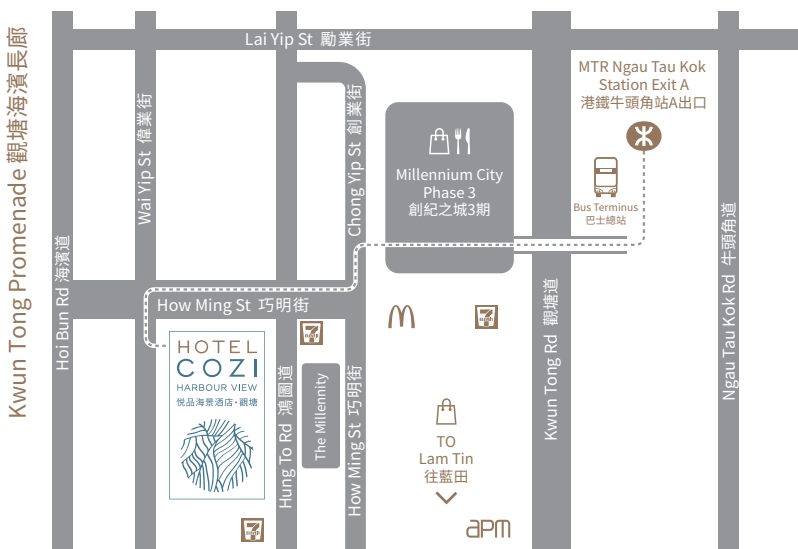 Lai Yip St 勵業街
Kwun Tong Promenade 觀塘海濱長廊
Hoi Bun Rd 海濱道
Wai Yip St 偉業街
Chong Yip St 創業街
MTR Ngau Tau Kok
Station Exit A
港鐵牛頭角站A出口
Millennium City
Phase 3
創紀之城3期
Bus Terminus
巴士總站
Ngau Tau Kok Rd 牛頭角道
Kwun Tong Rd 觀塘道
How Ming St 巧明街
HOTEL
COZI
HARBOUR VIEW
悅品海景酒店·觀塘
Hung To Rd 鴻圖道
The Millennity
How Ming St 巧明街
TO
Lam Tin
往藍田
apm